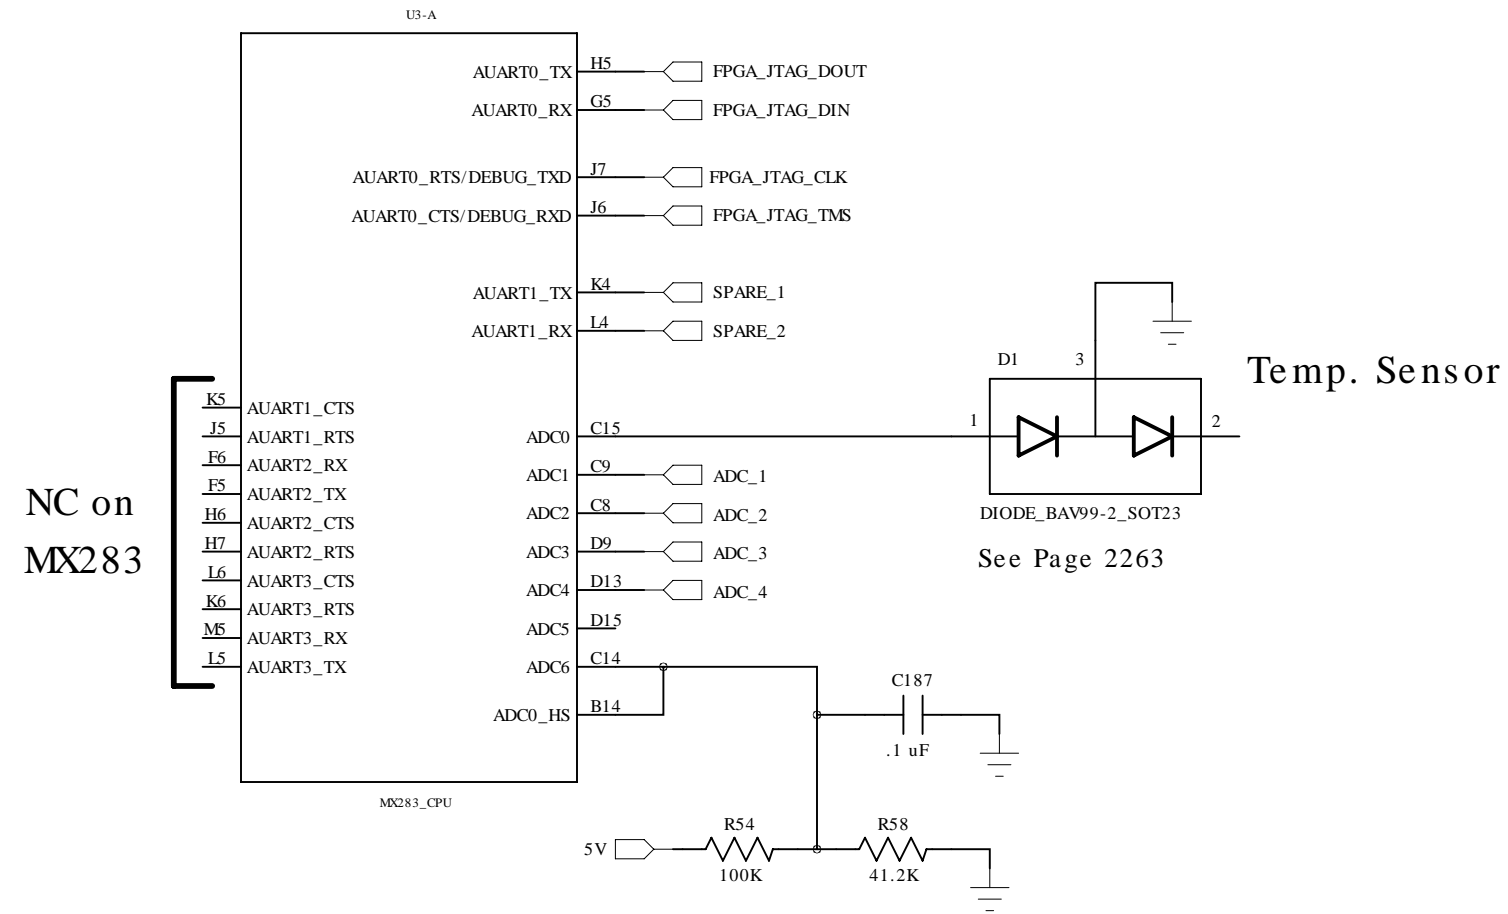 U3-A
AUART0_TX H5 FPGA_JTAG_DOUT
AUART0_RX G5 FPGA_JTAG_DIN
AUART0_RTS/DEBUG_TXD J7 FPGA_JTAG_CLK
AUART0_CTS/DEBUG_RXD J6 FPGA_JTAG_TMS
AUART1_TX K4 SPARE_1
AUART1_RX L4 SPARE_2
D1 3
Temp. Sensor
K5 AUART1_CTS
J5 AUART1_RTS
F6 AUART2_RX
F5 AUART2_TX
H6 AUART2_CTS
H7 AUART2_RTS
L6 AUART3_CTS
K6 AUART3_RTS
M5 AUART3_RX
L5 AUART3_TX
NC on
MX283
ADC0 C15 1 2
ADC1 C9 ADC_1
ADC2 C8 ADC_2
ADC3 D9 ADC_3
ADC4 D13 ADC_4
ADC5 D15
ADC6 C14
ADC0_HS B14
DIODE_BAV99-2_SOT23
See Page 2263
C187
.1 uF
MX283_CPU
R54 R58
5V
100K 41.2K